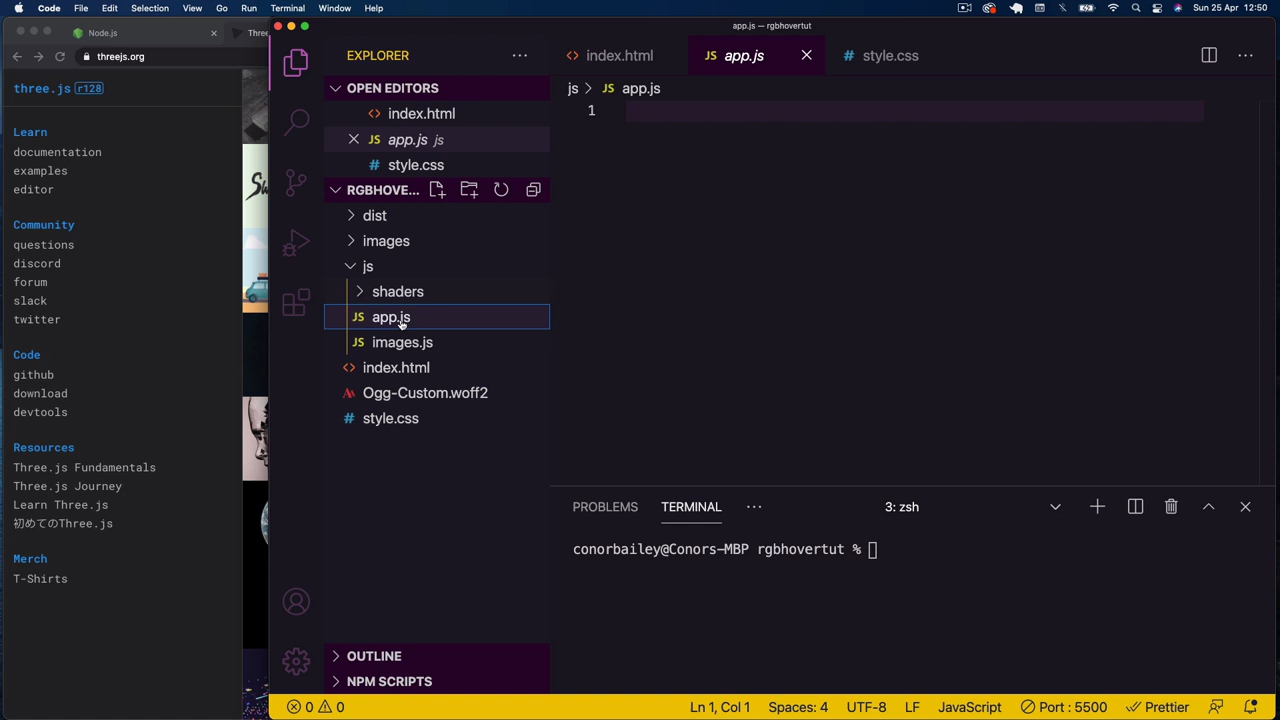 Code File Edit Selection View Go Run Terminal Window Help Sun 25 Apr 12:50
Node.js
Three
threejs.org
three.js r128
Learn
documentation
examples
editor
Community
questions
discord
forum
slack
twitter
Code
github
download
devtools
Resources
Three.js Fundamentals
Three.js Journey
Learn Three.js
初めてのThree.js
Merch
T-Shirts
app.js — rgbhovertut
EXPLORER
OPEN EDITORS
index.html
JS app.js js
# style.css
RGBHOVE...
dist
images
js
shaders
JS app.js
JS images.js
index.html
Ogg-Custom.woff2
# style.css
OUTLINE
NPM SCRIPTS
index.html
JS app.js
# style.css
js > JS app.js
1
PROBLEMS TERMINAL 3: zsh
conorbailey@Conors-MBP rgbhovertut %
0 0 Ln 1, Col 1 Spaces: 4 UTF-8 LF JavaScript Port : 5500 Prettier